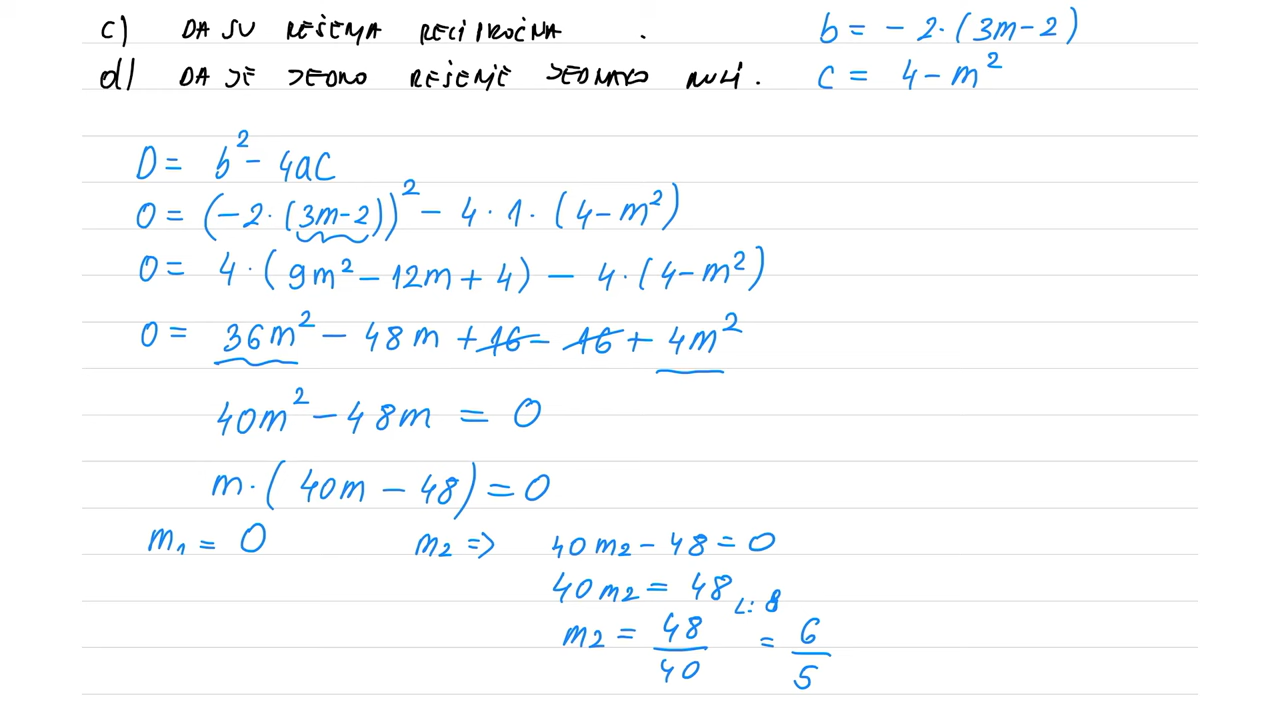 c) DA SU REŠENJA RECIPROČNA . b = - 2·(3m-2)
d) DA JE JEDNO REŠENJE JEDNAKO NULI. c = 4-m²
D = b² - 4ac
0 = (-2·(3m-2))² - 4·1·(4-m²)
0 = 4·(9m² - 12m + 4) - 4·(4-m²)
0 = 36m² - 48m + 16 - 16 + 4m²
40m² - 48m = 0
m·(40m - 48) = 0
m₁ = 0 m₂ => 40m₂ - 48 = 0
40m₂ = 48
m₂ = 48/40 ∠:8 = 6/5